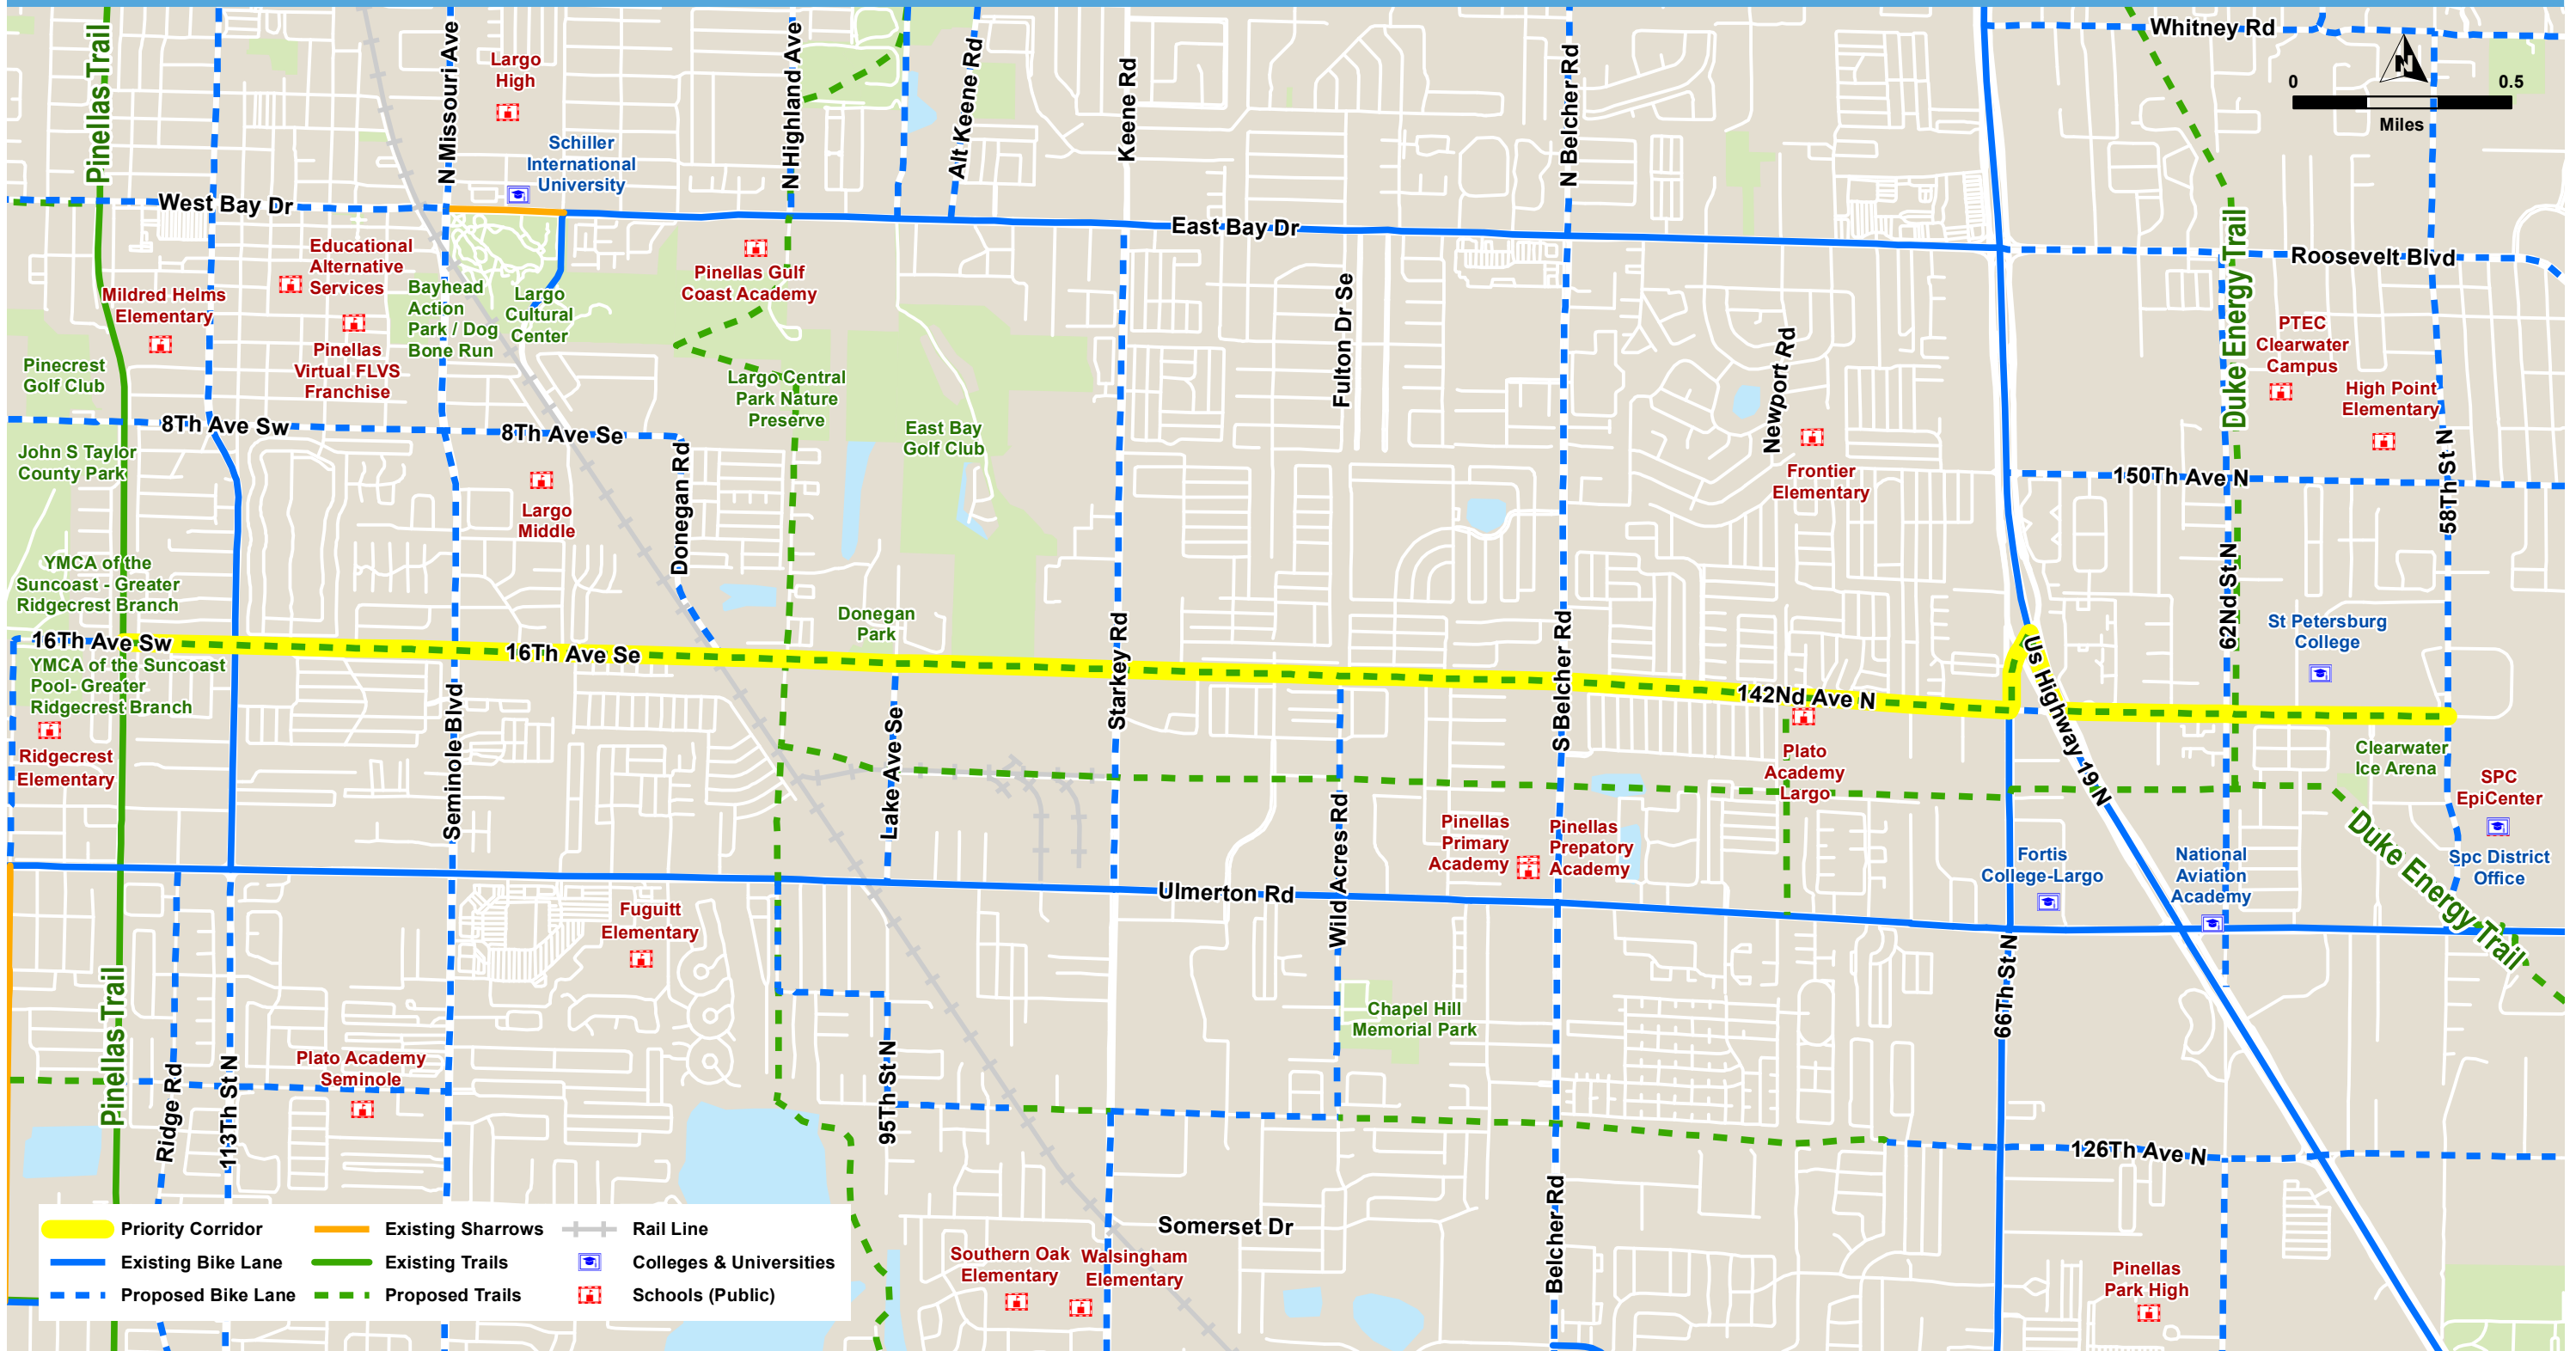 Whitney Rd
N
0
0.5
Miles
Pinellas Trail
N Missouri Ave
Largo
High
N Highland Ave
Alt Keene Rd
Keene Rd
N Belcher Rd
Schiller
International
University
West Bay Dr
East Bay Dr
Roosevelt Blvd
Duke Energy Trail
Educational
Alternative
Services
Mildred Helms
Elementary
Pinellas
Virtual FLVS
Franchise
Bayhead
Action
Park / Dog
Bone Run
Largo
Cultural
Center
Pinellas Gulf
Coast Academy
Fulton Dr Se
Newport Rd
PTEC
Clearwater
Campus
High Point
Elementary
Pinecrest
Golf Club
Largo Central
Park Nature
Preserve
East Bay
Golf Club
8Th Ave Sw
8Th Ave Se
John S Taylor
County Park
Donegan Rd
Largo
Middle
Frontier
Elementary
150Th Ave N
58Th St N
62Nd St N
YMCA of the
Suncoast - Greater
Ridgecrest Branch
Donegan
Park
St Petersburg
College
16Th Ave Sw
16Th Ave Se
Starkey Rd
S Belcher Rd
142Nd Ave N
Us Highway 19 N
YMCA of the Suncoast
Pool- Greater
Ridgecrest Branch
Ridgecrest
Elementary
Seminole Blvd
Lake Ave Se
Plato
Academy
Largo
Clearwater
Ice Arena
SPC
EpiCenter
Wild Acres Rd
Pinellas
Primary
Academy
Pinellas
Prepatory
Academy
Fortis
College-Largo
National
Aviation
Academy
Duke Energy Trail
Spc District
Office
Ulmerton Rd
Fuguitt
Elementary
66Th St N
Chapel Hill
Memorial Park
Pinellas Trail
Ridge Rd
113Th St N
Plato Academy
Seminole
95Th St N
126Th Ave N
Belcher Rd
Somerset Dr
Southern Oak
Elementary
Walsingham
Elementary
Pinellas
Park High
Priority Corridor
Existing Sharrows
Rail Line
Existing Bike Lane
Existing Trails
Colleges & Universities
Proposed Bike Lane
Proposed Trails
Schools (Public)